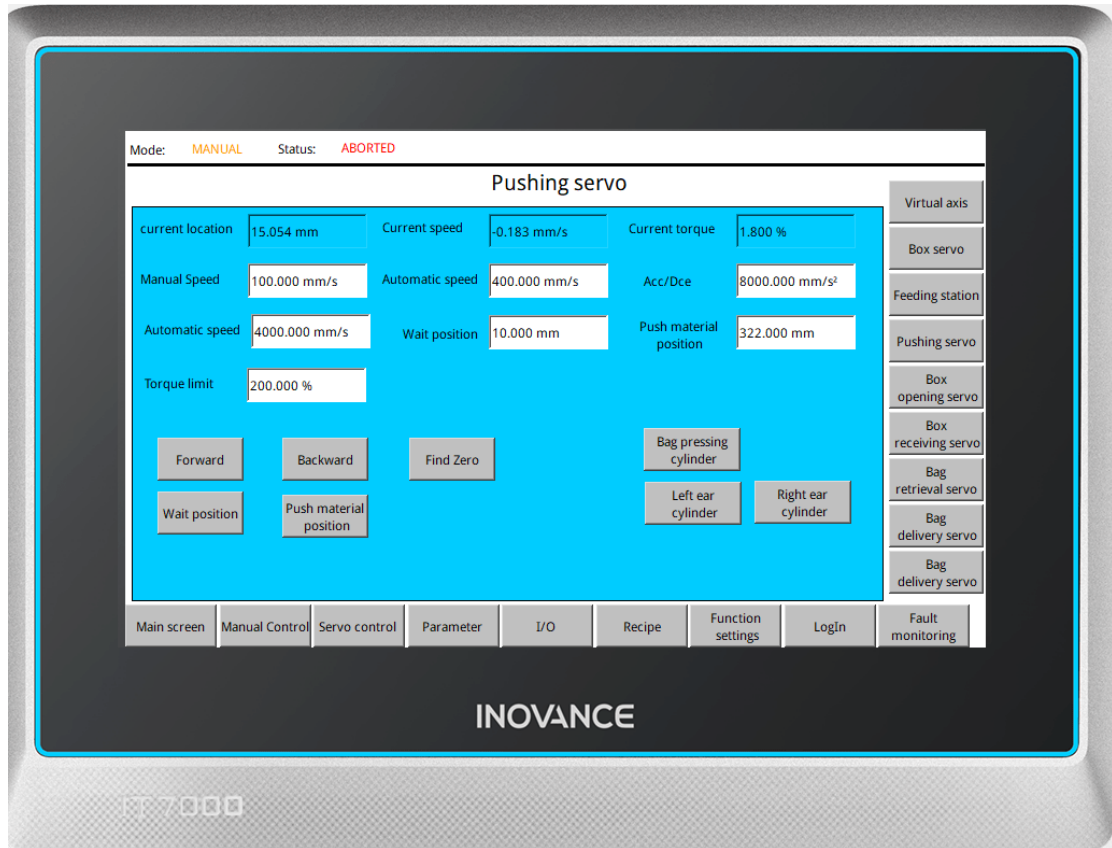 Mode: MANUAL Status: ABORTED
Pushing servo
current location 15.054 mm Current speed -0.183 mm/s Current torque 1.800 %
Manual Speed 100.000 mm/s Automatic speed 400.000 mm/s Acc/Dce 8000.000 mm/s²
Automatic speed 4000.000 mm/s Wait position 10.000 mm Push material
position 322.000 mm
Torque limit 200.000 %
Forward Backward Find Zero
Bag pressing
cylinder
Wait position Push material
position
Left ear
cylinder
Right ear
cylinder
Virtual axis
Box servo
Feeding station
Pushing servo
Box
opening servo
Box
receiving servo
Bag
retrieval servo
Bag
delivery servo
Bag
delivery servo
Main screen Manual Control Servo control Parameter I/O Recipe Function
settings LogIn Fault
monitoring
INOVANCE
IT7000